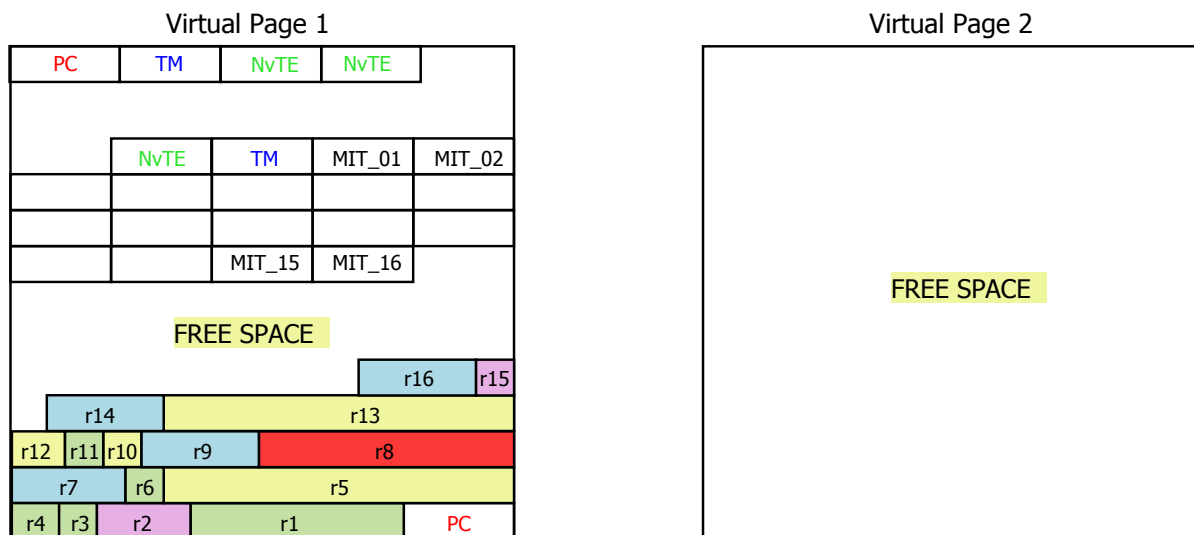 Virtual Page 1
PC TM NvTE NvTE
NvTE TM MIT_01 MIT_02
MIT_15 MIT_16
FREE SPACE
r16 r15
r14 r13
r12 r11 r10 r9 r8
r7 r6 r5
r4 r3 r2 r1 PC
Virtual Page 2
FREE SPACE